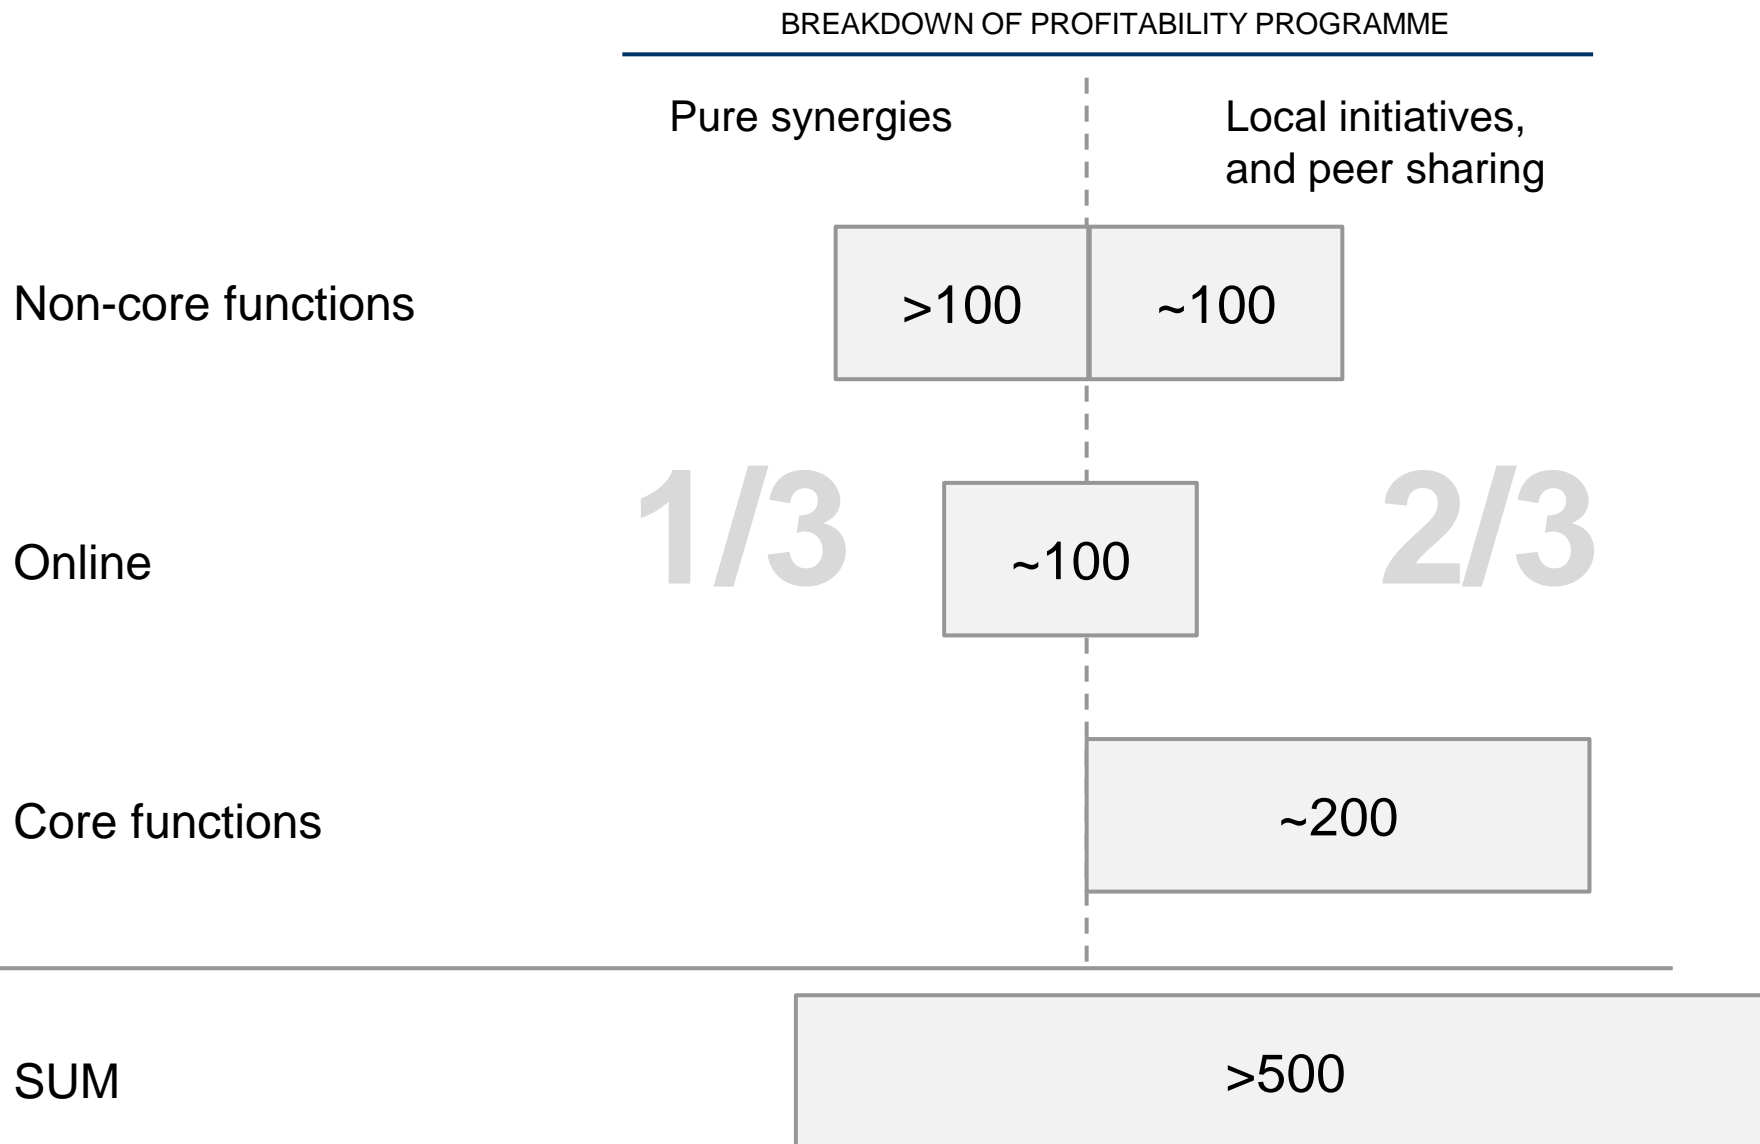 BREAKDOWN OF PROFITABILITY PROGRAMME
Pure synergies
Local initiatives,
and peer sharing
Non-core functions
>100
~100
1/3
2/3
Online
~100
Core functions
~200
SUM
>500